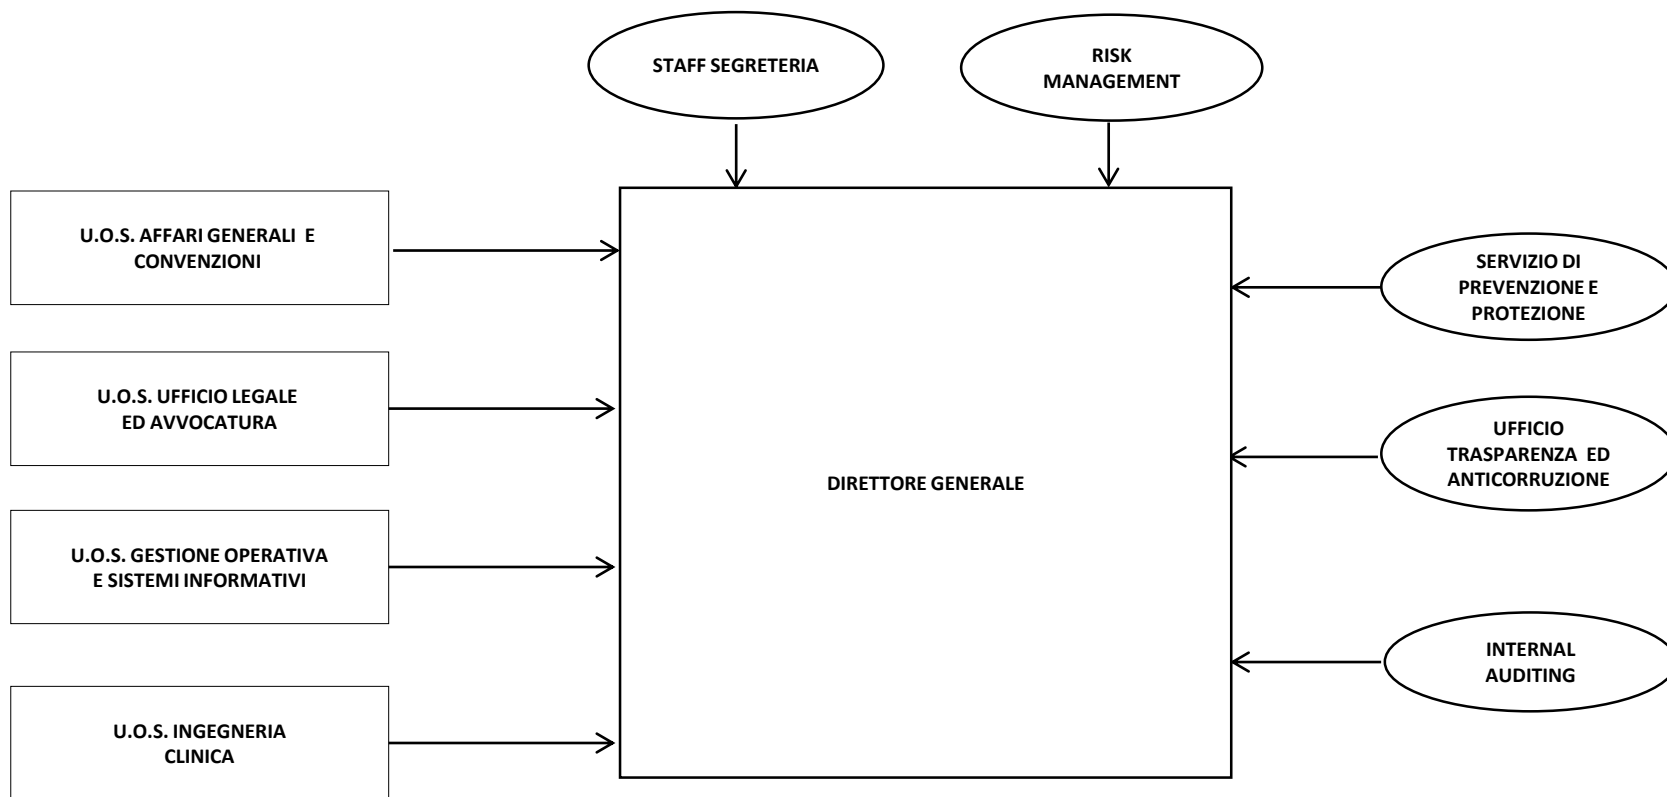 STAFF SEGRETERIA
RISK
MANAGEMENT
U.O.S. AFFARI GENERALI E
CONVENZIONI
U.O.S. UFFICIO LEGALE
ED AVVOCATURA
U.O.S. GESTIONE OPERATIVA
E SISTEMI INFORMATIVI
U.O.S. INGEGNERIA
CLINICA
DIRETTORE GENERALE
SERVIZIO DI
PREVENZIONE E
PROTEZIONE
UFFICIO
TRASPARENZA ED
ANTICORRUZIONE
INTERNAL
AUDITING